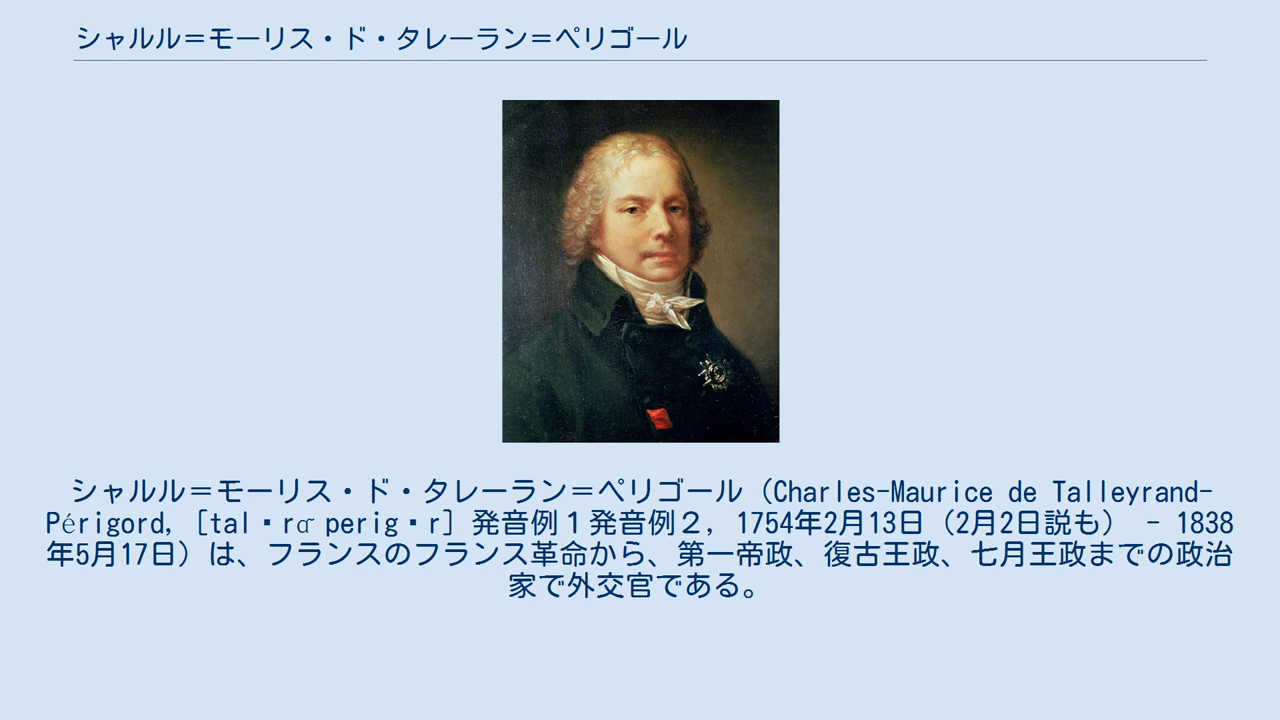 シャルル＝モーリス・ド・タレーラン＝ペリゴール
シャルル＝モーリス・ド・タレーラン＝ペリゴール（Charles-Maurice de Talleyrand-
Périgord, [tal・rɑ perig・r] 発音例１発音例２, 1754年2月13日（2月2日説も） - 1838
年5月17日）は、フランスのフランス革命から、第一帝政、復古王政、七月王政までの政治
家で外交官である。